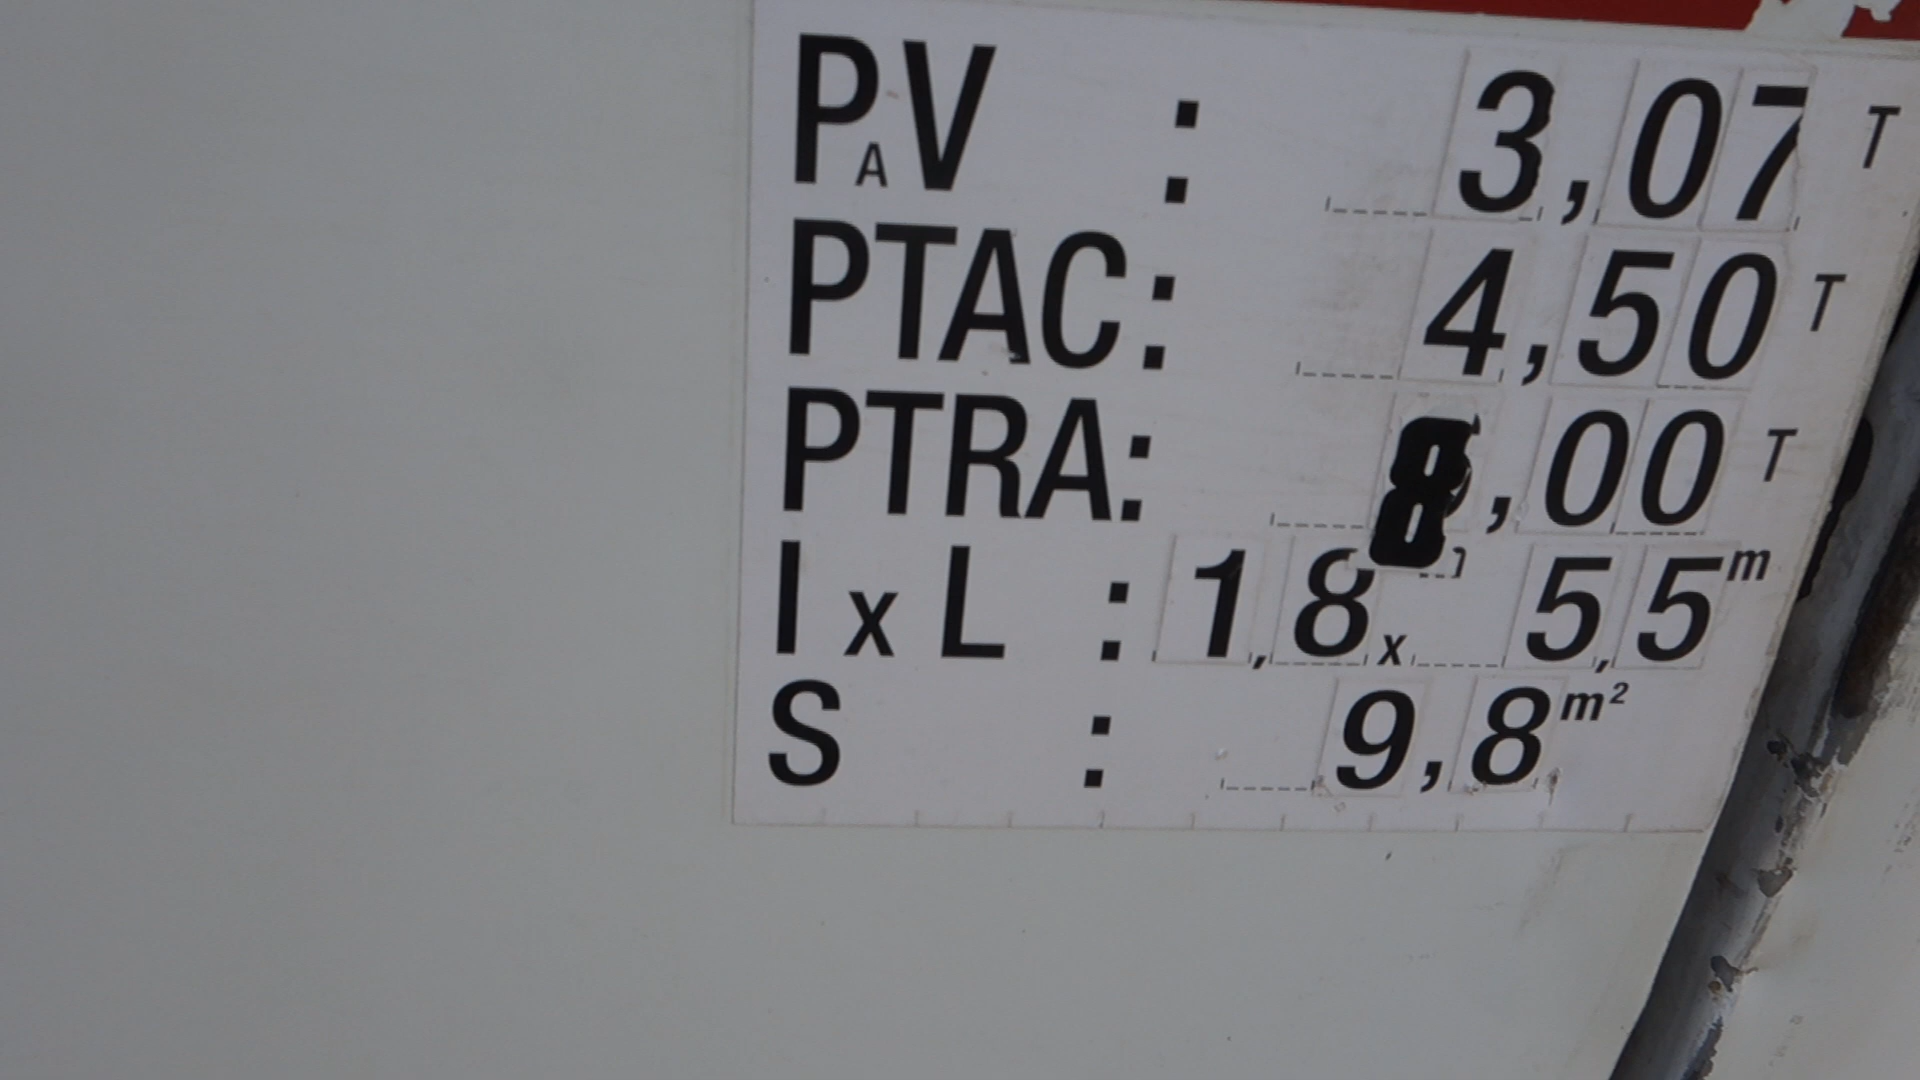 PAV : 3,07 T
PTAC : 4,50 T
PTRA : 8,00 T
l x L : 1,8 x 5,5 m
S : 9,8 m²